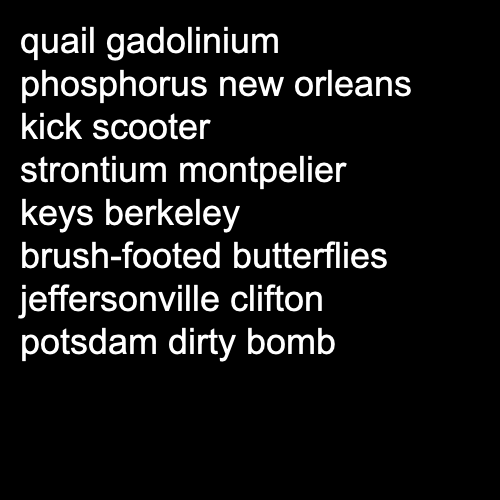 quail gadolinium
phosphorus new orleans
kick scooter
strontium montpelier
keys berkeley
brush-footed butterflies
jeffersonville clifton
potsdam dirty bomb